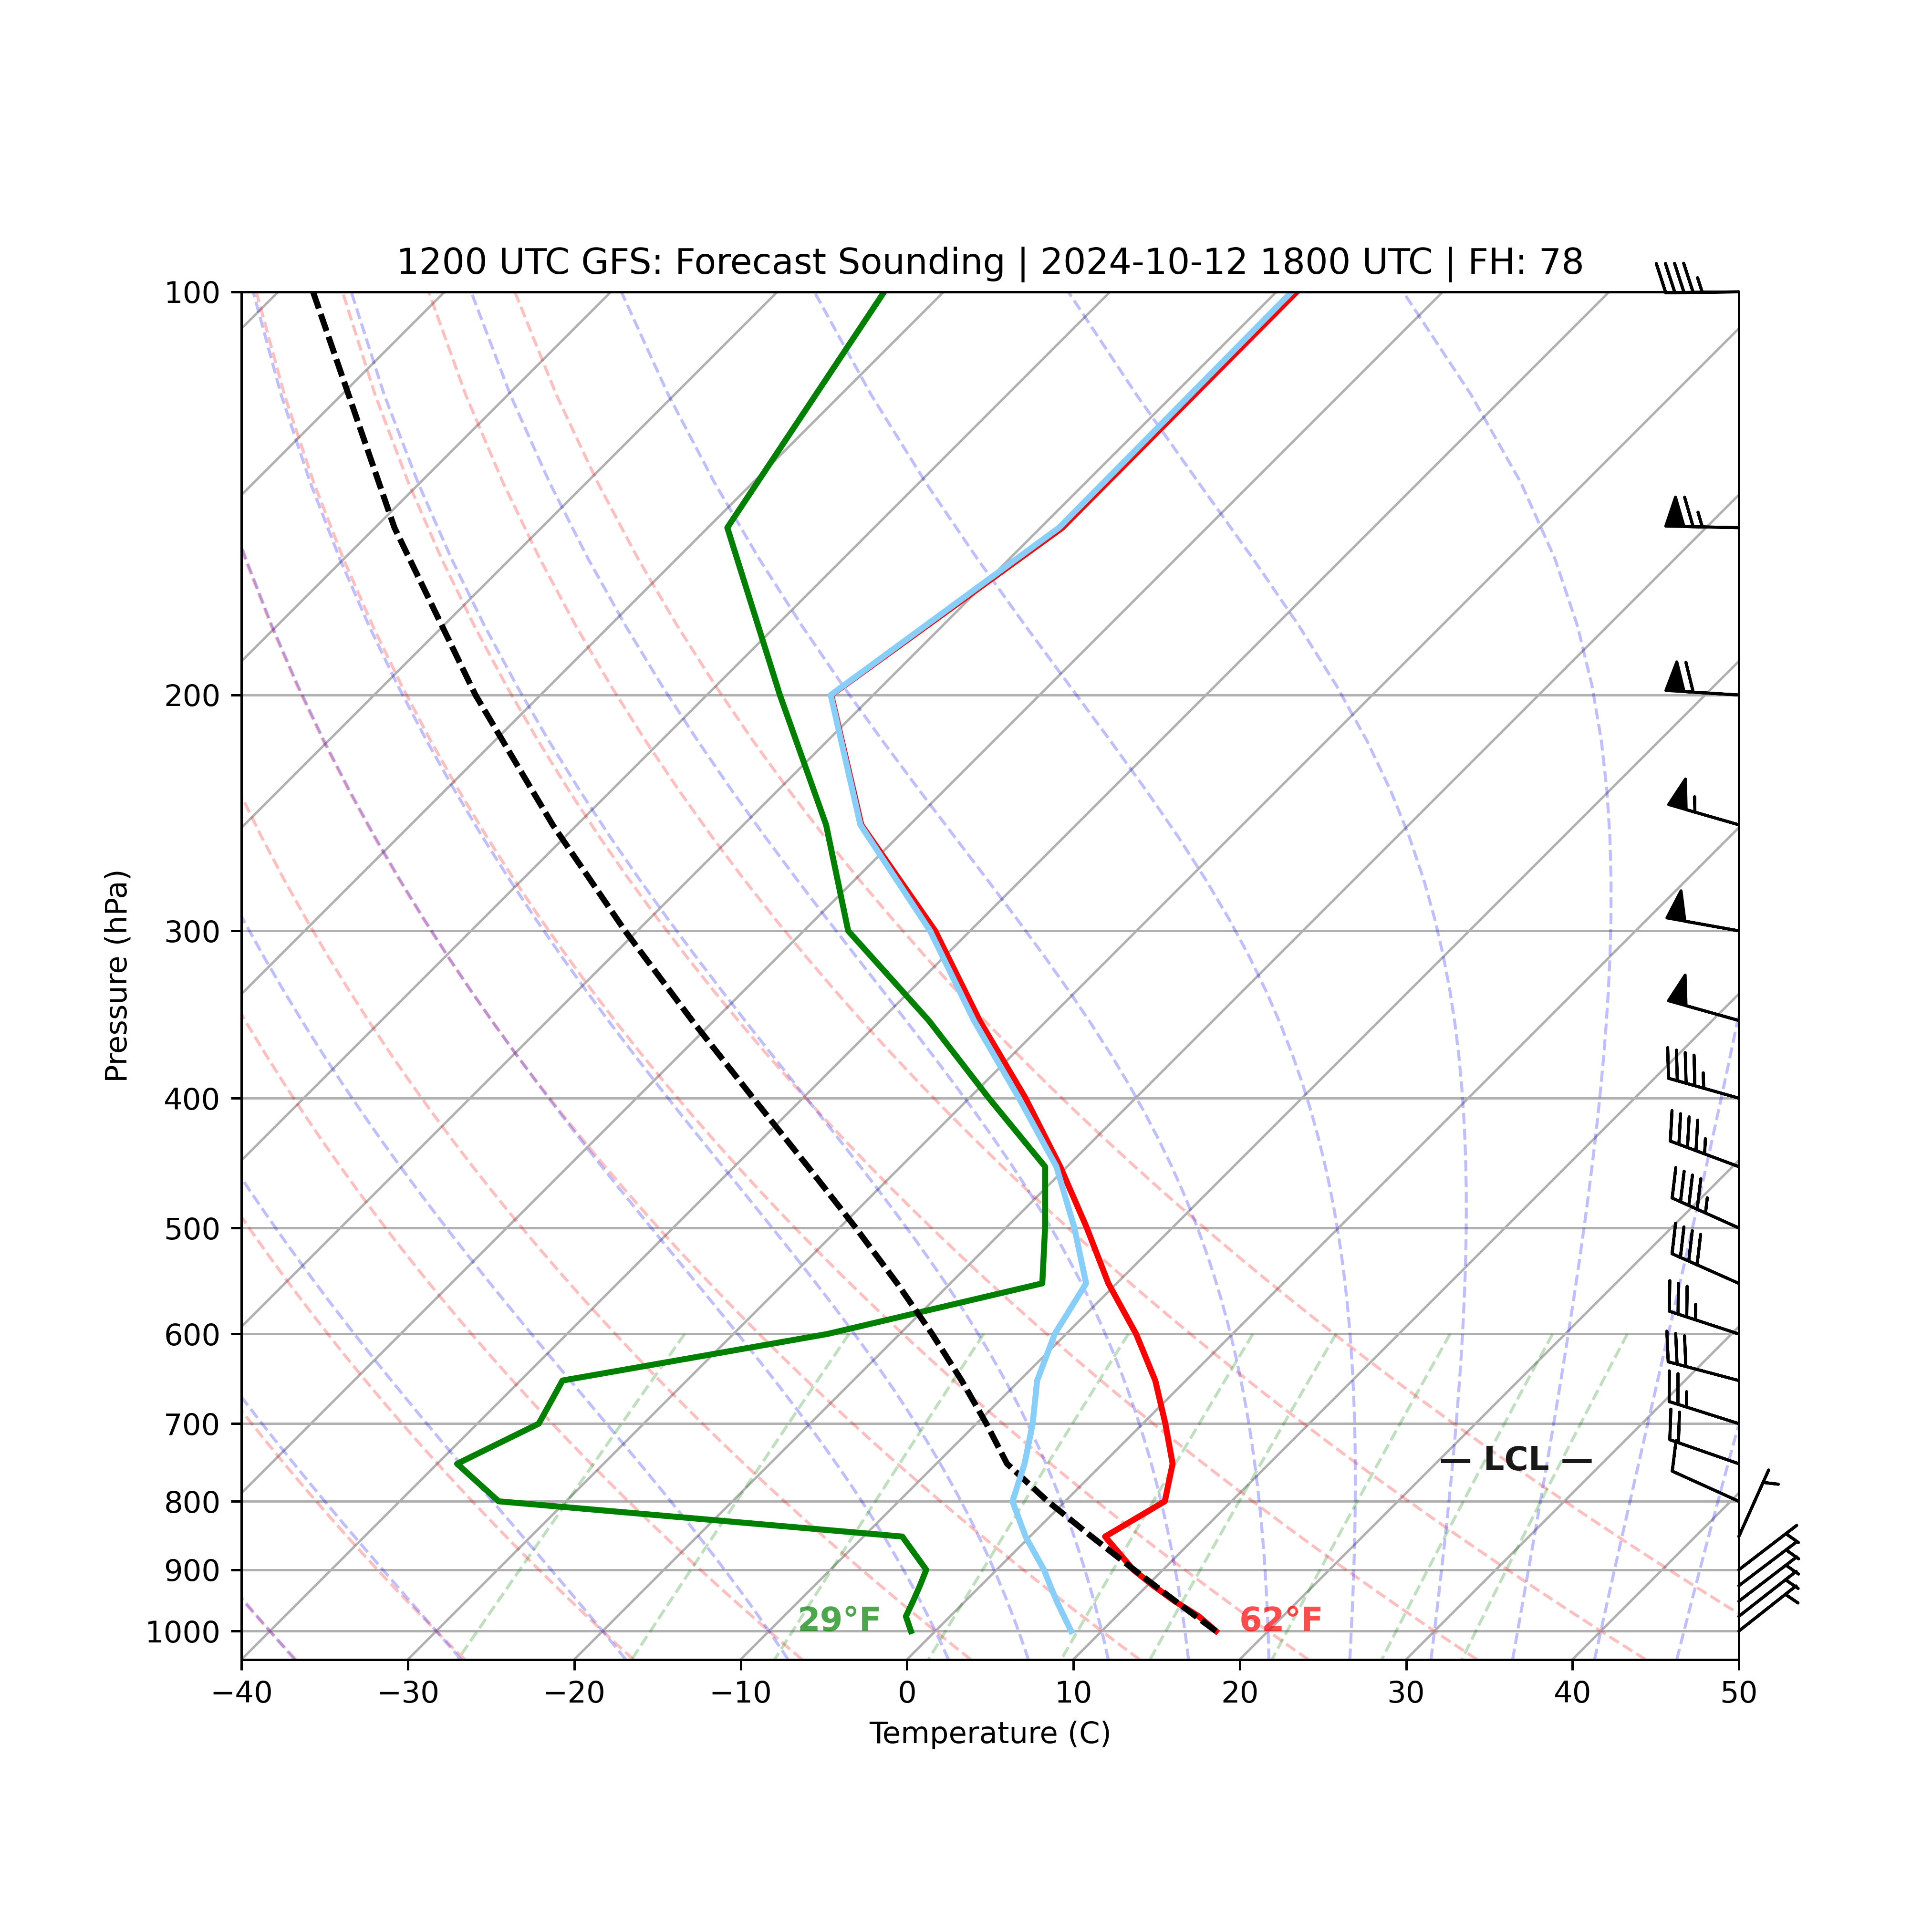 1200 UTC GFS: Forecast Sounding | 2024-10-12 1800 UTC | FH: 78
100
200
300
400
500
600
700
800
900
1000
Pressure (hPa)
— LCL —
29°F
62°F
−40 −30 −20 −10 0 10 20 30 40 50
Temperature (C)